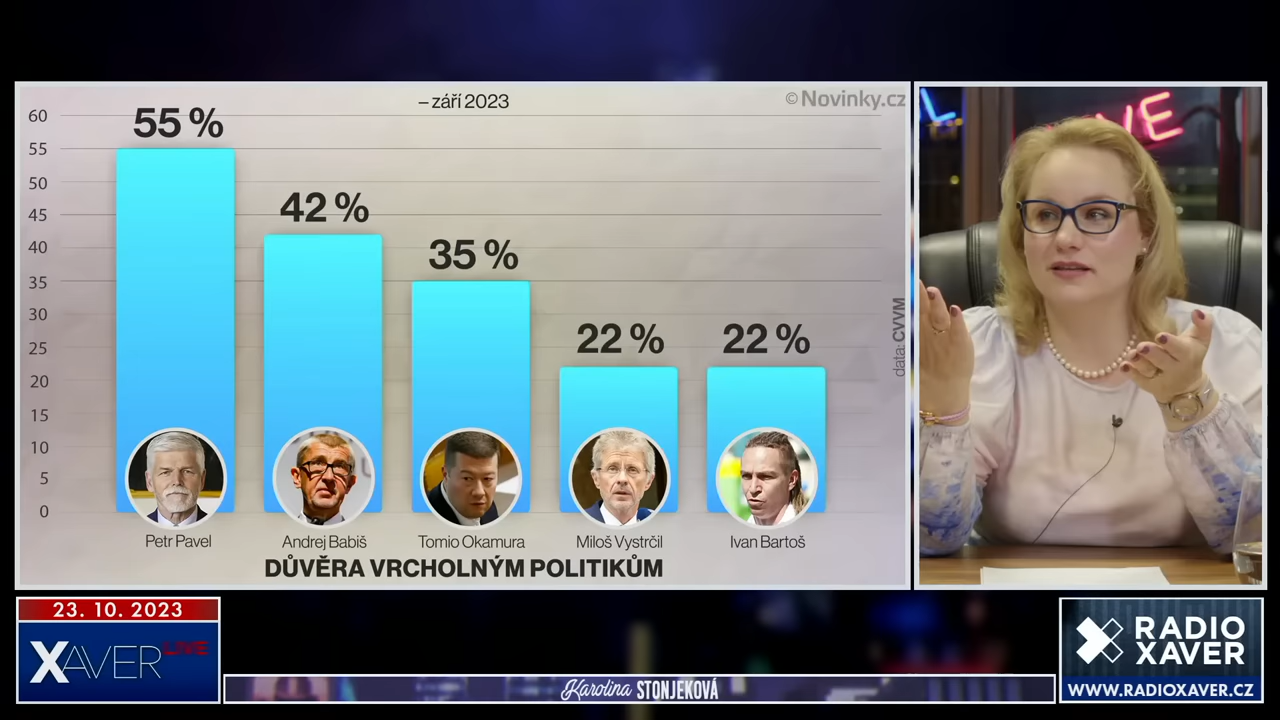 – září 2023
© Novinky.cz
60
55
50
45
40
35
30
25
20
15
10
5
0
55 %
42 %
35 %
22 %
22 %
data: CVVM
Petr Pavel
Andrej Babiš
Tomio Okamura
Miloš Vystrčil
Ivan Bartoš
DŮVĚRA VRCHOLNÝM POLITIKŮM
L
VE
23. 10. 2023
XAVER LIVE
Karolina STONJEKOVÁ
RADIO
XAVER
WWW.RADIOXAVER.CZ